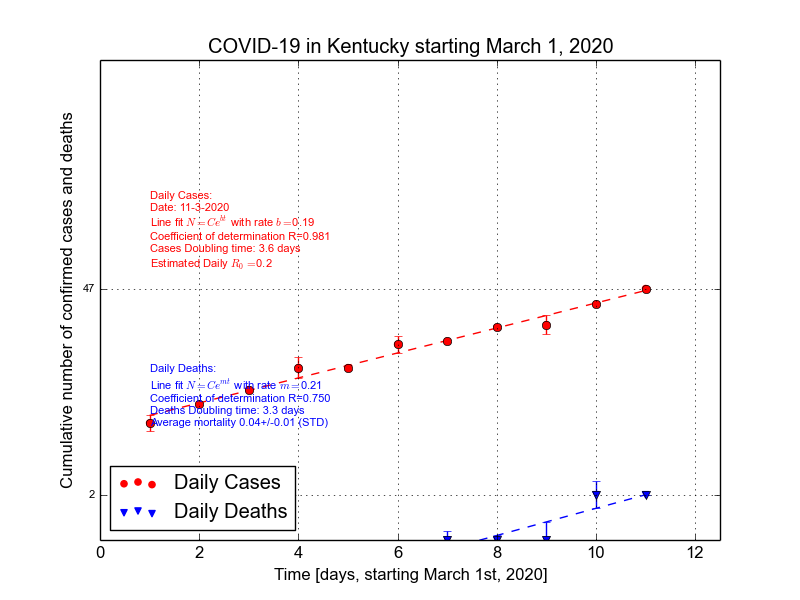 COVID-19 in Kentucky starting March 1, 2020
Cumulative number of confirmed cases and deaths
Daily Cases:
Date: 11-3-2020
Line fit N = Ce^{bt} with rate b =0.19
Coefficient of determination R=0.981
Cases Doubling time: 3.6 days
Estimated Daily R_0 =0.2
47
Daily Deaths:
Line fit N = Ce^{mt} with rate m =0.21
Coefficient of determination R=0.750
Deaths Doubling time: 3.3 days
Average mortality 0.04+/-0.01 (STD)
2
Daily Cases
Daily Deaths
0 2 4 6 8 10 12
Time [days, starting March 1st, 2020]